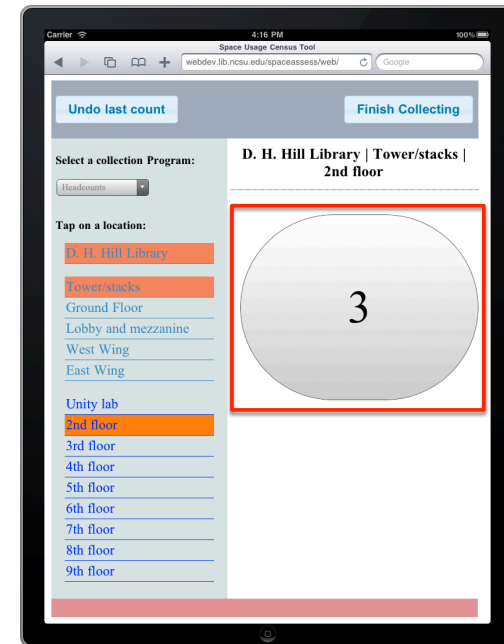 Carrier 4:16 PM 100%
Space Usage Census Tool
webdev.lib.ncsu.edu/spaceassess/web/ Google
Undo last count Finish Collecting
Select a collection Program:
Headcounts
Tap on a location:
D. H. Hill Library
Tower/stacks
Ground Floor
Lobby and mezzanine
West Wing
East Wing
Unity lab
2nd floor
3rd floor
4th floor
5th floor
6th floor
7th floor
8th floor
9th floor
D. H. Hill Library | Tower/stacks |
2nd floor
3